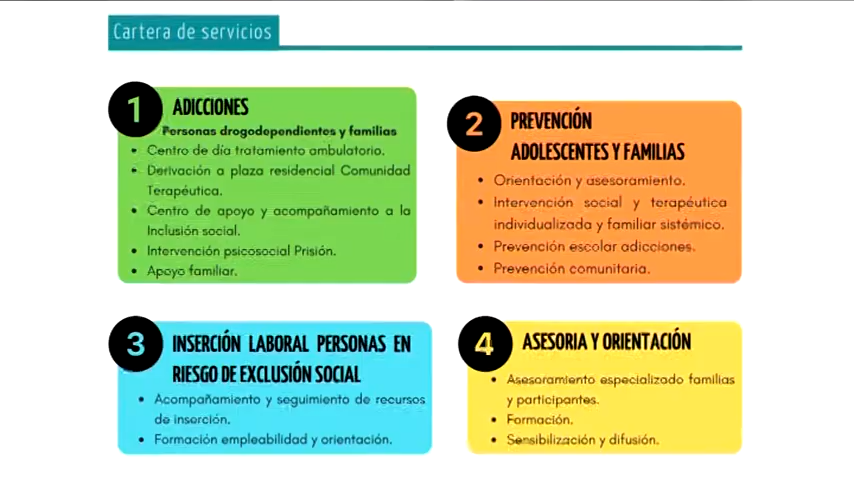 Cartera de servicios
1
ADICCIONES
Personas drogodependientes y familias
• Centro de día tratamiento ambulatorio.
• Derivación a plaza residencial Comunidad
Terapéutica.
• Centro de apoyo y acompañamiento a la
Inclusión social.
• Intervención psicosocial Prisión.
• Apoyo familiar.
2
PREVENCIÓN
ADOLESCENTES Y FAMILIAS
• Orientación y asesoramiento.
• Intervención social y terapéutica
individualizada y familiar sistémico.
• Prevención escolar adicciones.
• Prevención comunitaria.
3
INSERCIÓN LABORAL PERSONAS EN
RIESGO DE EXCLUSIÓN SOCIAL
• Acompañamiento y seguimiento de recursos
de inserción.
• Formación empleabilidad y orientación.
4
ASESORIA Y ORIENTACIÓN
• Asesoramiento especializado familias
y participantes.
• Formación.
• Sensibilización y difusión.